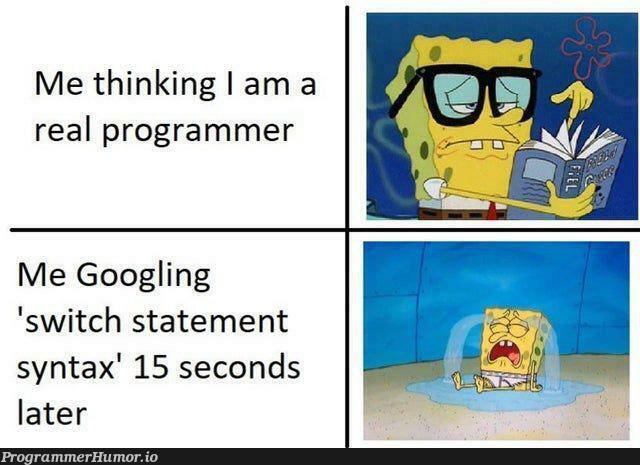 Me thinking I am a
real programmer
Me Googling
'switch statement
syntax' 15 seconds
later
ProgrammerHumor.io